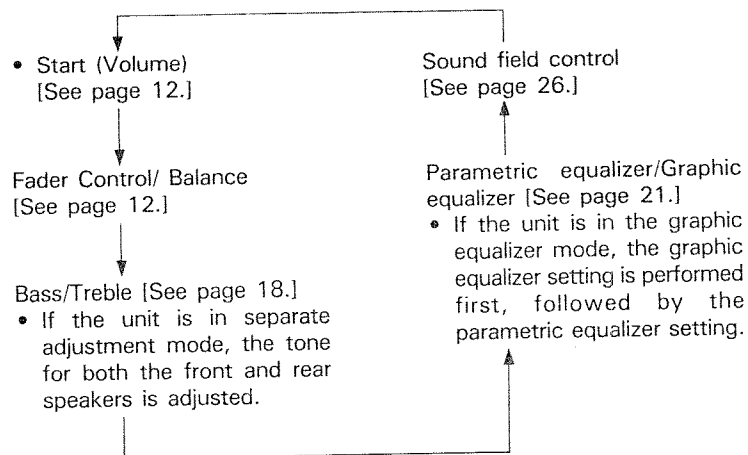 • Start (Volume)
[See page 12.]
Fader Control/ Balance
[See page 12.]
Bass/Treble [See page 18.]
• If the unit is in separate
adjustment mode, the tone
for both the front and rear
speakers is adjusted.
Sound field control
[See page 26.]
Parametric equalizer/Graphic
equalizer [See page 21.]
• If the unit is in the graphic
equalizer mode, the graphic
equalizer setting is performed
first, followed by the
parametric equalizer setting.